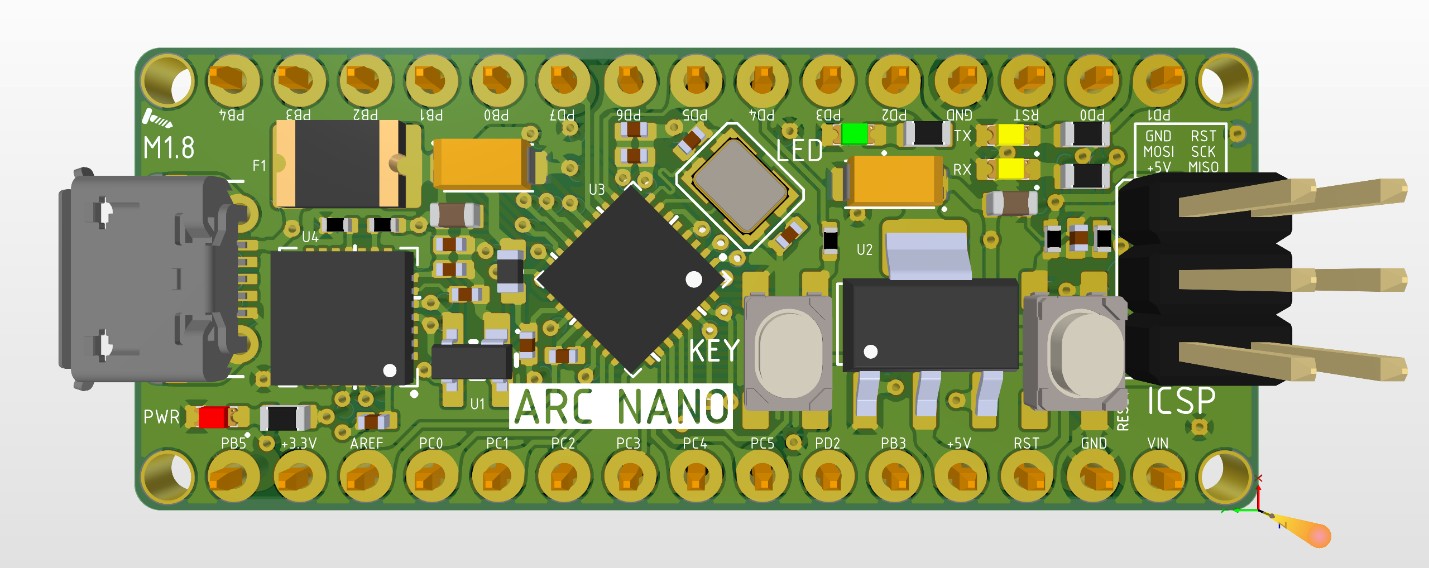 PB4 PB3 PB2 PB1 PB0 PD7 PD6 PD5 PD4 PD3 PD2 GND RST PD0 PD1
M1.8
F1
U3
LED
TX
RX
GND RST
MOSI SCK
+5V MISO
U4
U2
KEY
U1
ARC NANO
ICSP
PWR
PB5 +3.3V AREF PC0 PC1 PC2 PC3 PC4 PC5 PD2 PB3 +5V RST GND VIN
X
Z